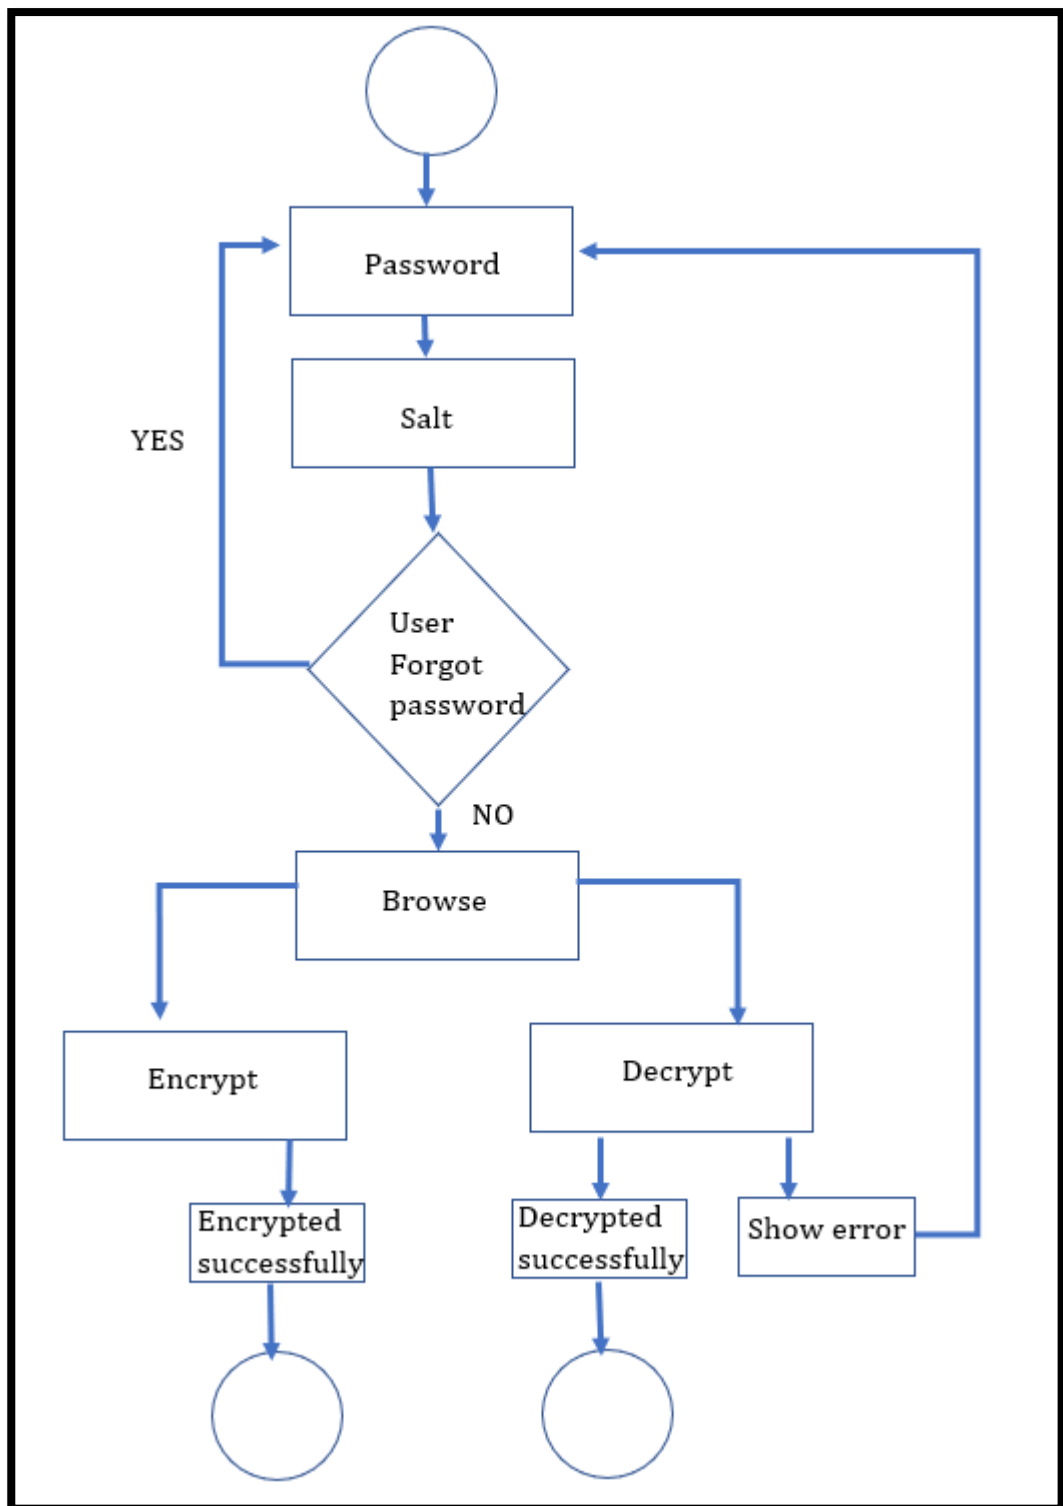 Password
Salt
YES
User
Forgot
password
NO
Browse
Encrypt
Decrypt
Encrypted
successfully
Decrypted
successfully
Show error